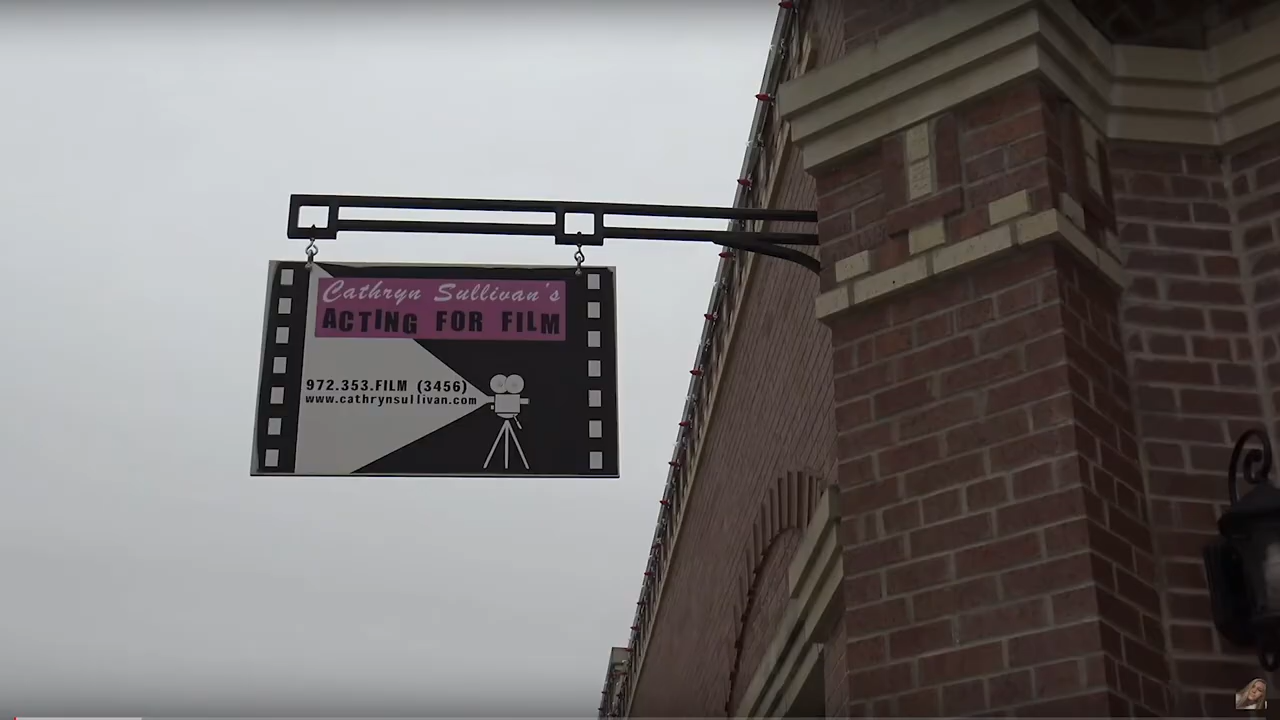 Cathryn Sullivan's
ACTING FOR FILM
972.353.FILM (3456)
www.cathrynsullivan.com